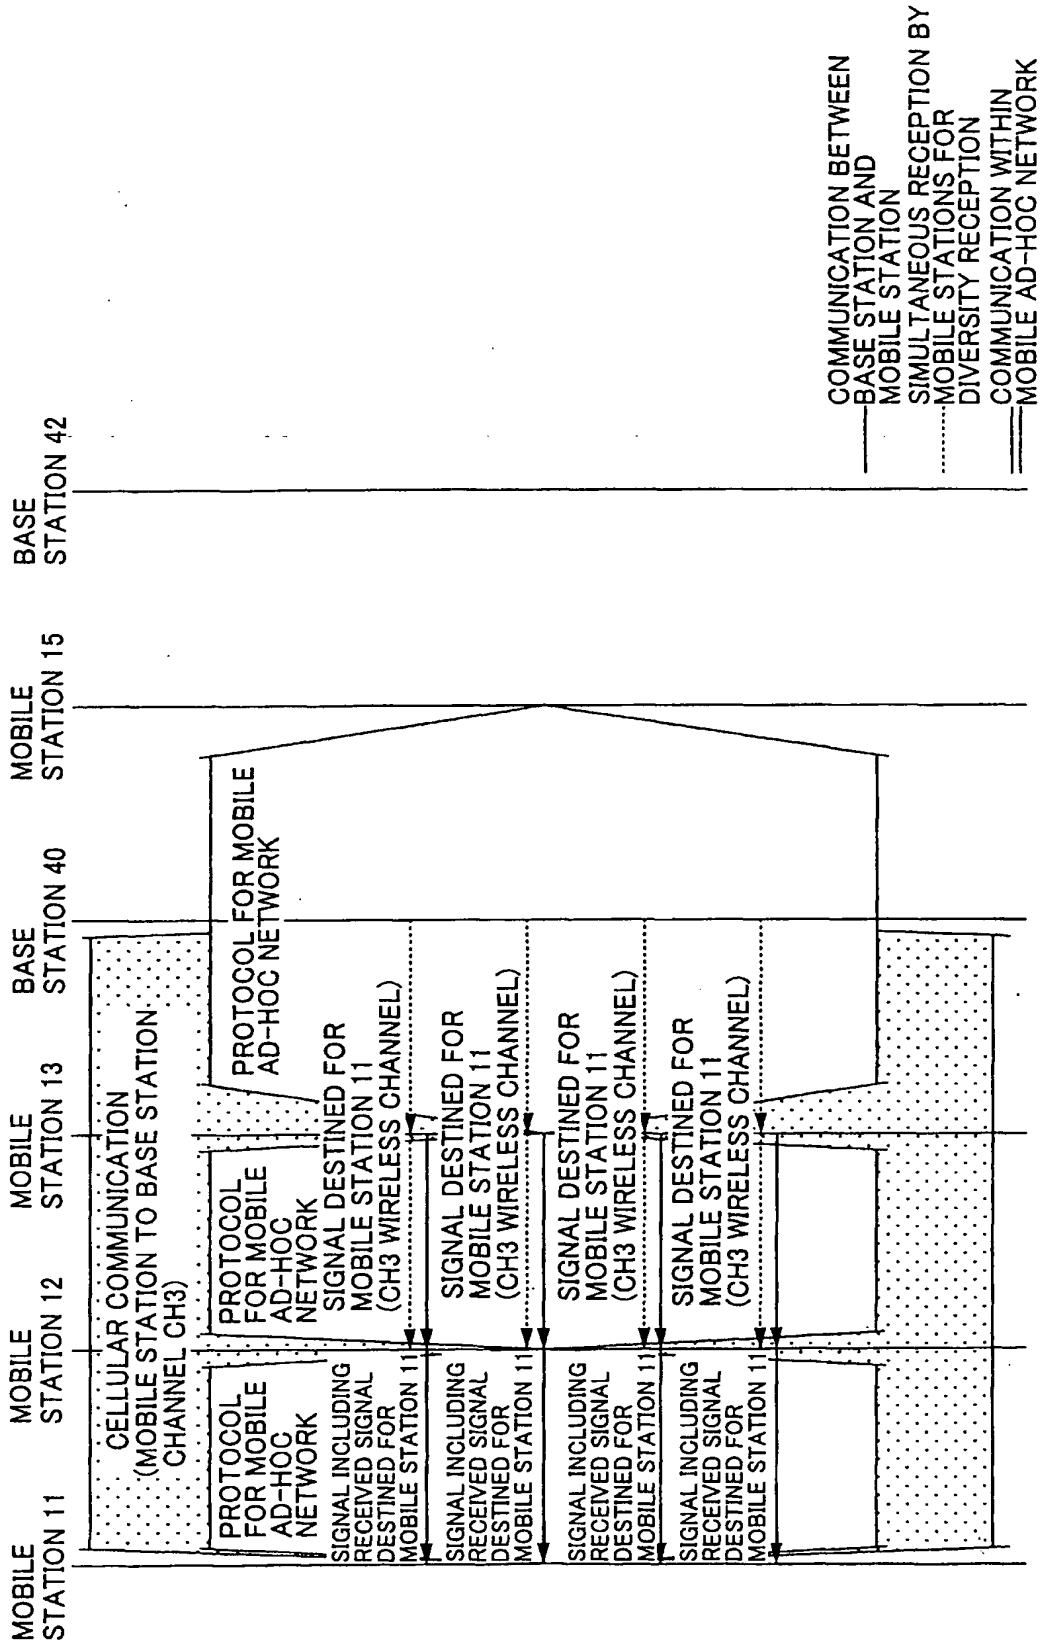 MOBILE
STATION 11
MOBILE
STATION 12
MOBILE
STATION 13
BASE
STATION 40
MOBILE
STATION 15
BASE
STATION 42
CELLULAR COMMUNICATION
(MOBILE STATION TO BASE STATION
CHANNEL CH3)
PROTOCOL
FOR MOBILE
AD-HOC
NETWORK
PROTOCOL
FOR MOBILE
AD-HOC
NETWORK
PROTOCOL FOR MOBILE
AD-HOC NETWORK
SIGNAL DESTINED FOR
MOBILE STATION 11
(CH3 WIRELESS CHANNEL)
SIGNAL INCLUDING
RECEIVED SIGNAL
DESTINED FOR
MOBILE STATION 11
SIGNAL DESTINED FOR
MOBILE STATION 11
(CH3 WIRELESS CHANNEL)
SIGNAL INCLUDING
RECEIVED SIGNAL
DESTINED FOR
MOBILE STATION 11
SIGNAL DESTINED FOR
MOBILE STATION 11
(CH3 WIRELESS CHANNEL)
SIGNAL INCLUDING
RECEIVED SIGNAL
DESTINED FOR
MOBILE STATION 11
SIGNAL DESTINED FOR
MOBILE STATION 11
(CH3 WIRELESS CHANNEL)
SIGNAL INCLUDING
RECEIVED SIGNAL
DESTINED FOR
MOBILE STATION 11
COMMUNICATION BETWEEN
BASE STATION AND
MOBILE STATION
SIMULTANEOUS RECEPTION BY
MOBILE STATIONS FOR
DIVERSITY RECEPTION
COMMUNICATION WITHIN
MOBILE AD-HOC NETWORK